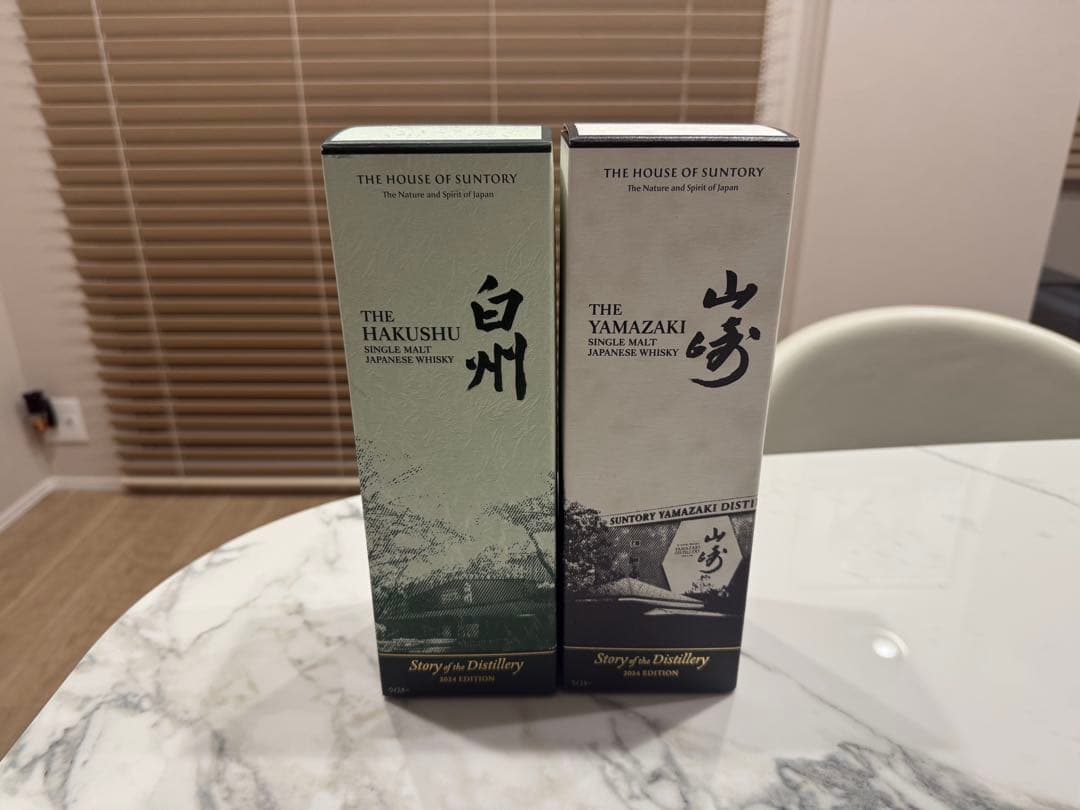 THE HOUSE OF SUNTORY
The Nature and Spirit of Japan
THE
HAKUSHU
SINGLE MALT
JAPANESE WHISKY
白州
Story of the Distillery
2024 EDITION
THE HOUSE OF SUNTORY
The Nature and Spirit of Japan
THE
YAMAZAKI
SINGLE MALT
JAPANESE WHISKY
山崎
SUNTORY YAMAZAKI DISTI
山崎
Story of the Distillery
2024 EDITION